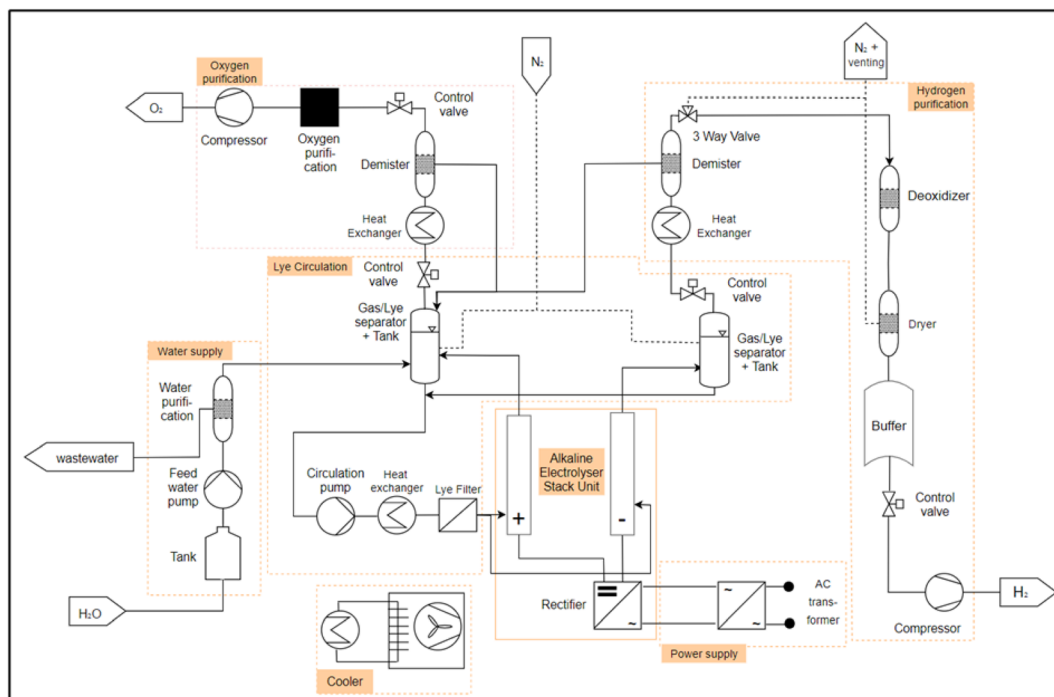 Oxygen
purification
O₂
Compressor
Oxygen
purifi-
cation
Control
valve
Demister
Heat
Exchanger
N₂
N₂ +
venting
Hydrogen
purification
3 Way Valve
Demister
Heat
Exchanger
Deoxidizer
Dryer
Buffer
Control
valve
Compressor
H₂
Lye Circulation
Control
valve
Gas/Lye
separator
+ Tank
Control
valve
Gas/Lye
separator
+ Tank
Water supply
Water
purifi-
cation
wastewater
Feed
water
pump
Tank
H₂O
Circulation
pump
Heat
exchanger
Lye Filter
Alkaline
Electrolyser
Stack Unit
+
-
Rectifier
=
~
~
~
AC
trans-
former
Power supply
Cooler